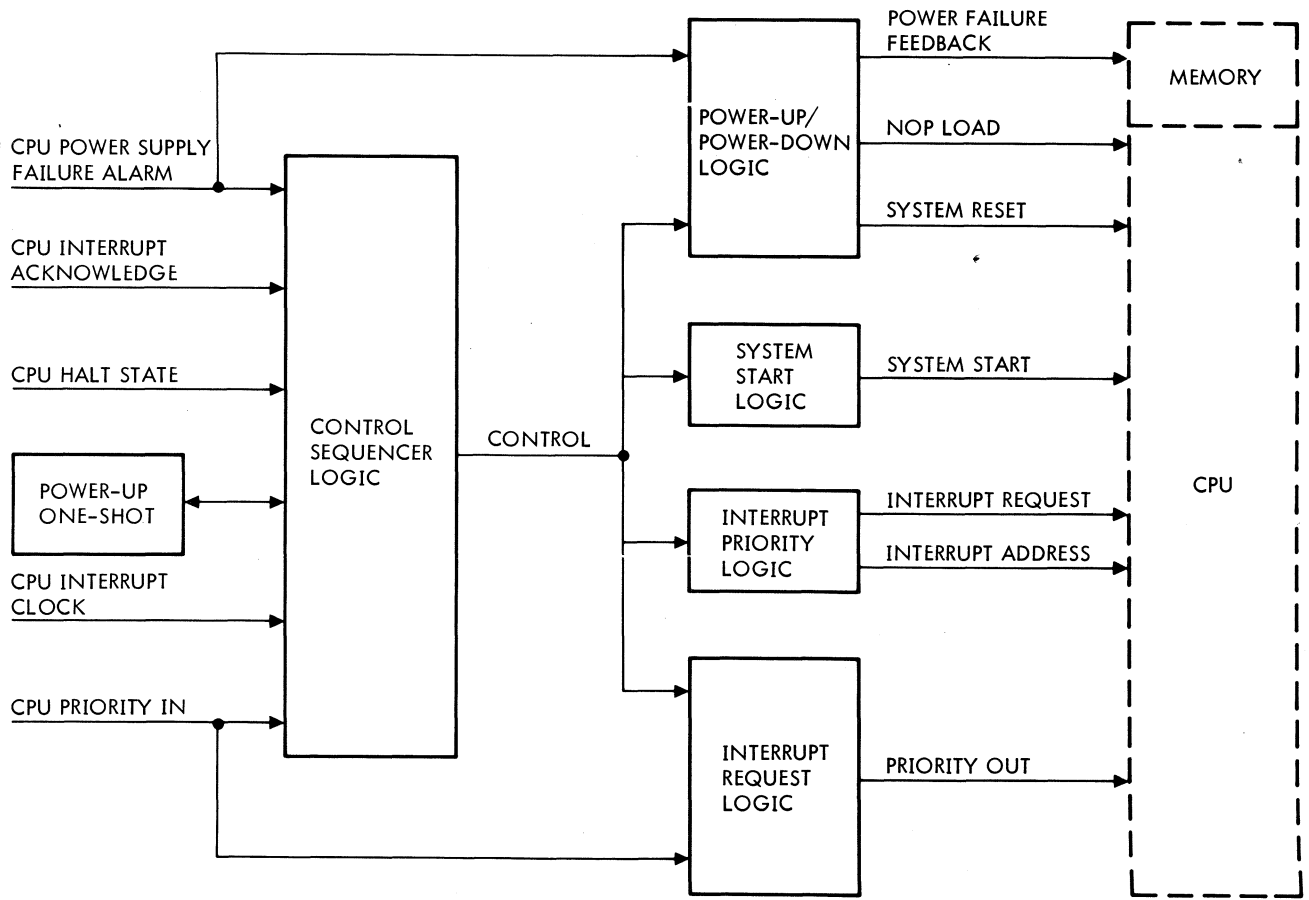 CPU POWER SUPPLY
FAILURE ALARM
CPU INTERRUPT
ACKNOWLEDGE
CPU HALT STATE
POWER-UP
ONE-SHOT
CPU INTERRUPT
CLOCK
CPU PRIORITY IN
CONTROL
SEQUENCER
LOGIC
CONTROL
POWER-UP/
POWER-DOWN
LOGIC
SYSTEM
START
LOGIC
INTERRUPT
PRIORITY
LOGIC
INTERRUPT
REQUEST
LOGIC
POWER FAILURE
FEEDBACK
NOP LOAD
SYSTEM RESET
SYSTEM START
INTERRUPT REQUEST
INTERRUPT ADDRESS
PRIORITY OUT
MEMORY
CPU